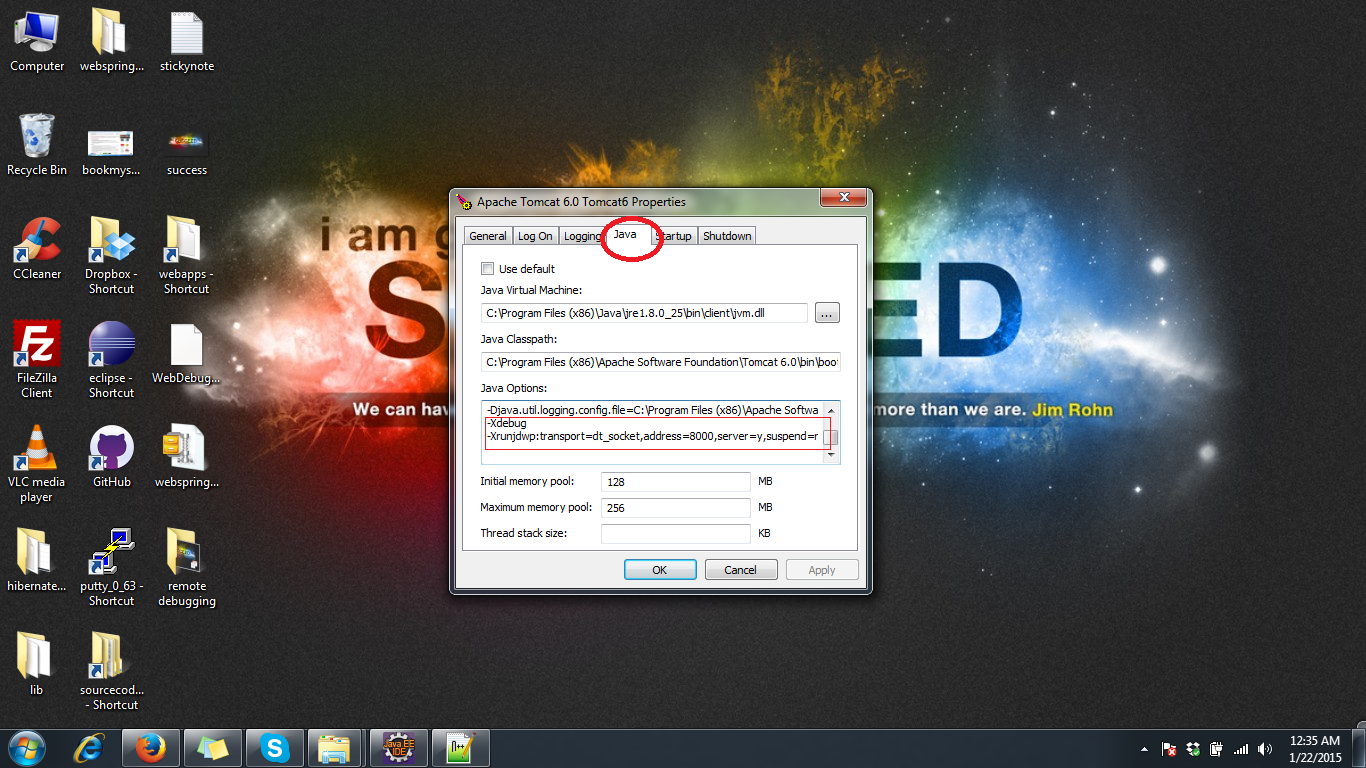 Computer
webspring...
stickynote
Recycle Bin
bookmys...
success
CCleaner
Dropbox -
Shortcut
webapps -
Shortcut
FileZilla
Client
eclipse -
Shortcut
WebDebug...
VLC media
player
GitHub
webspring...
hibernate...
putty_0_63 -
Shortcut
remote
debugging
lib
sourcecod...
- Shortcut
i am g
S
ED
We can hav
more than we are. Jim Rohn
Apache Tomcat 6.0 Tomcat6 Properties
General
Log On
Logging
Java
Startup
Shutdown
Use default
Java Virtual Machine:
C:\Program Files (x86)\Java\jre1.8.0_25\bin\client\jvm.dll
...
Java Classpath:
C:\Program Files (x86)\Apache Software Foundation\Tomcat 6.0\bin\boot
Java Options:
-Djava.util.logging.config.file=C:\Program Files (x86)\Apache Softwa
-Xdebug
-Xrunjdwp:transport=dt_socket,address=8000,server=y,suspend=r
Initial memory pool:
128
MB
Maximum memory pool:
256
MB
Thread stack size:
KB
OK
Cancel
Apply
Java EE
IDE
12:35 AM
1/22/2015